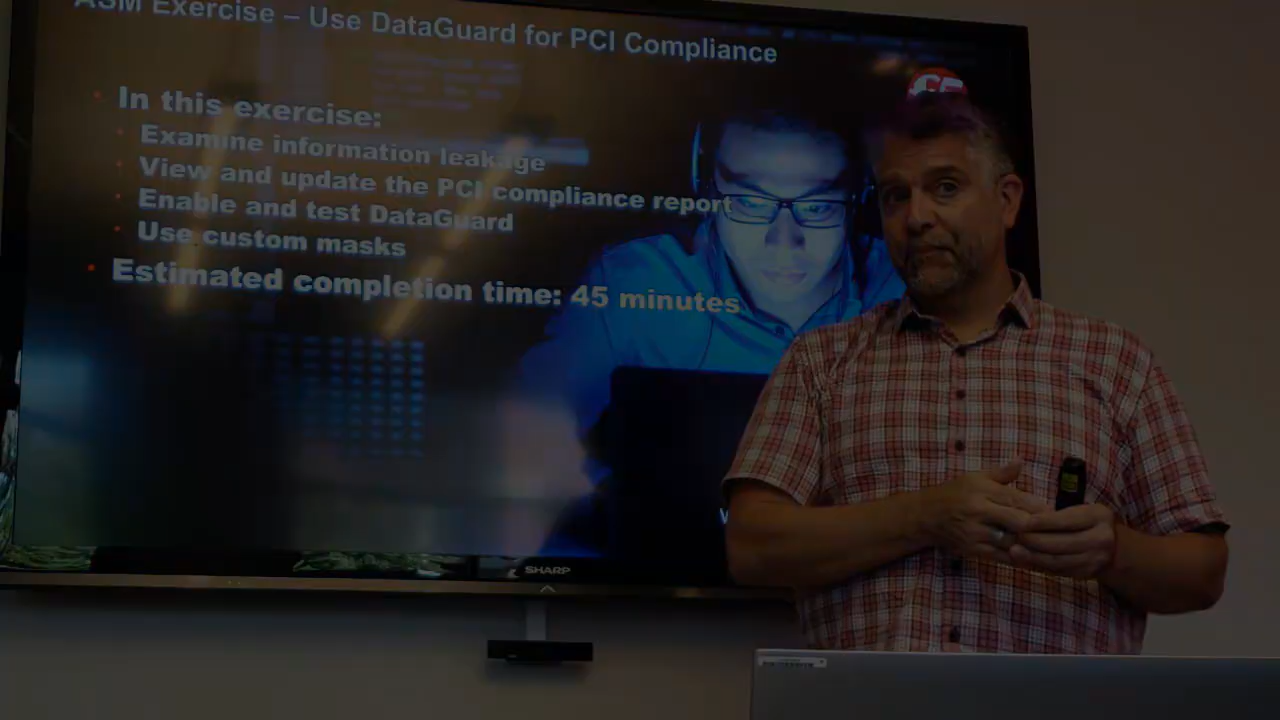 ASM Exercise – Use DataGuard for PCI Compliance
In this exercise:
Examine information leakage
View and update the PCI compliance report
Enable and test DataGuard
Use custom masks
Estimated completion time: 45 minutes
SHARP